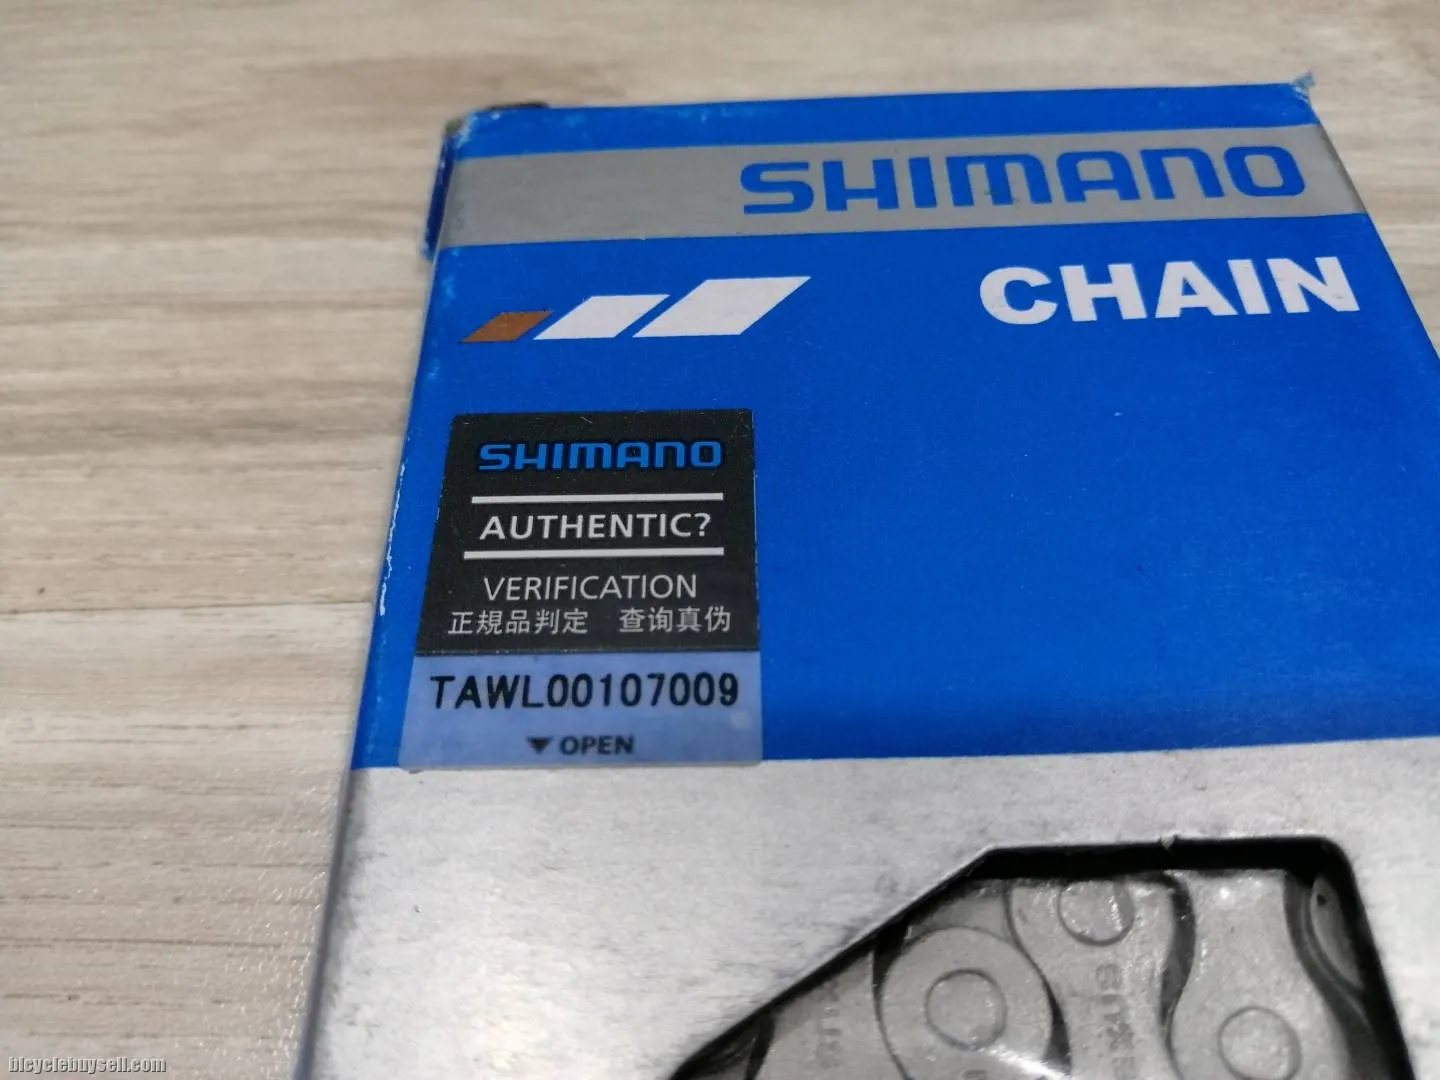 SHIMANO
CHAIN
SHIMANO
AUTHENTIC?
VERIFICATION
正規品判定 查询真伪
TAWL00107009
▼ OPEN
bicyclebuysell.com